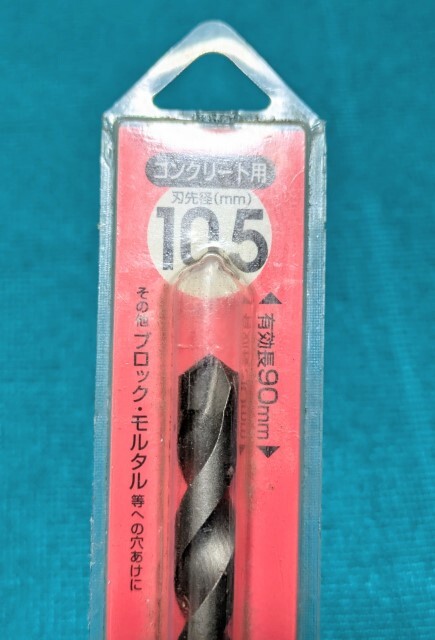 コンクリート用
刃先径(mm)
10.5
有効長90mm
その他ブロック・モルタル等への穴あけに